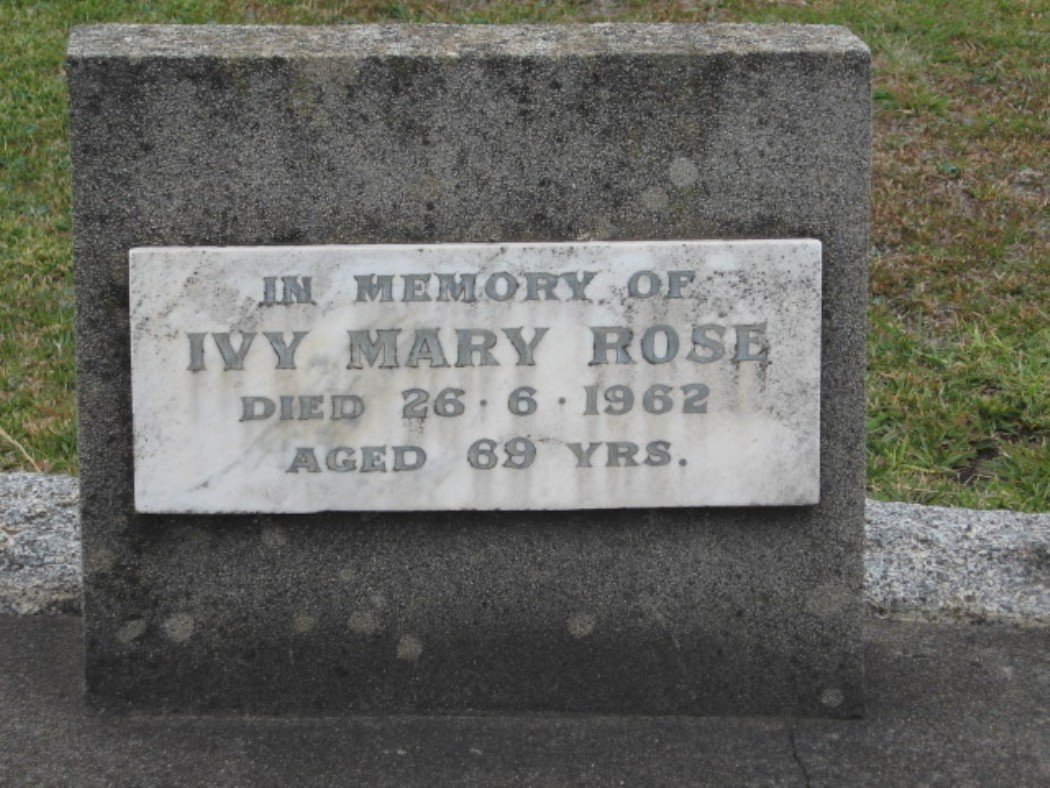 IN MEMORY OF
IVY MARY ROSE
DIED 26·6·1962
AGED 69 YRS.